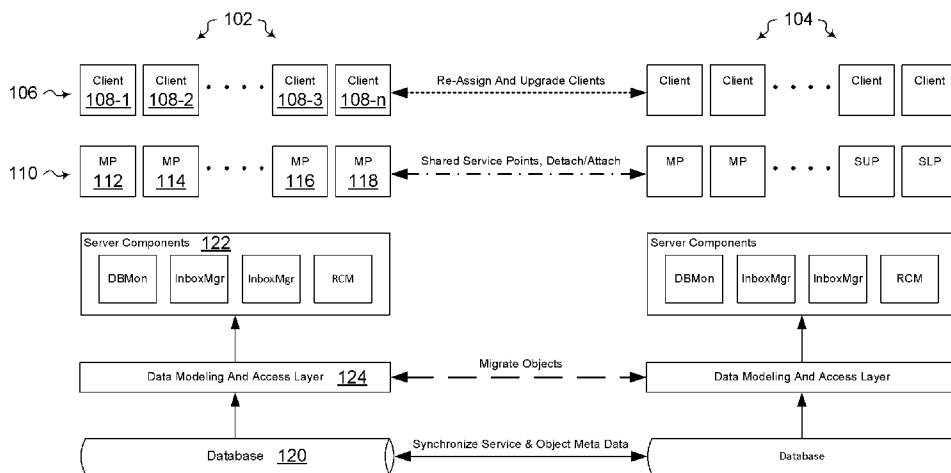 102 104
106 Client 108-1 Client 108-2 Client 108-3 Client 108-n Re-Assign And Upgrade Clients Client Client Client Client
110 MP 112 MP 114 MP 116 MP 118 Shared Service Points, Detach/Attach MP MP SUP SLP
Server Components 122 Server Components
DBMon InboxMgr InboxMgr RCM DBMon InboxMgr InboxMgr RCM
Data Modeling And Access Layer 124 Migrate Objects Data Modeling And Access Layer
Database 120 Synchronize Service & Object Meta Data Database